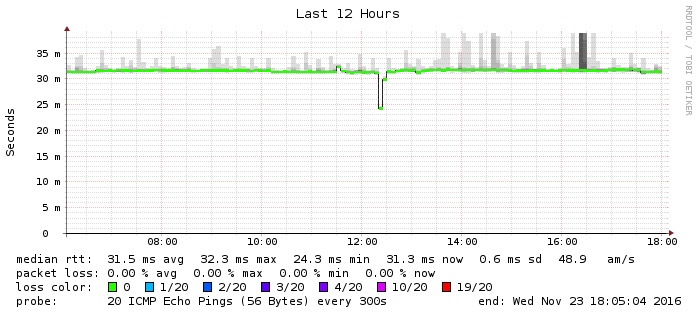 Last 12 Hours
RRDTOOL / TOBI OETIKER
Seconds
35 m
30 m
25 m
20 m
15 m
10 m
5 m
0
08:00 10:00 12:00 14:00 16:00 18:00
median rtt: 31.5 ms avg 32.3 ms max 24.3 ms min 31.3 ms now 0.6 ms sd 48.9 am/s
packet loss: 0.00 % avg 0.00 % max 0.00 % min 0.00 % now
loss color: 0 1/20 2/20 3/20 4/20 10/20 19/20
probe: 20 ICMP Echo Pings (56 Bytes) every 300s end: Wed Nov 23 18:05:04 2016